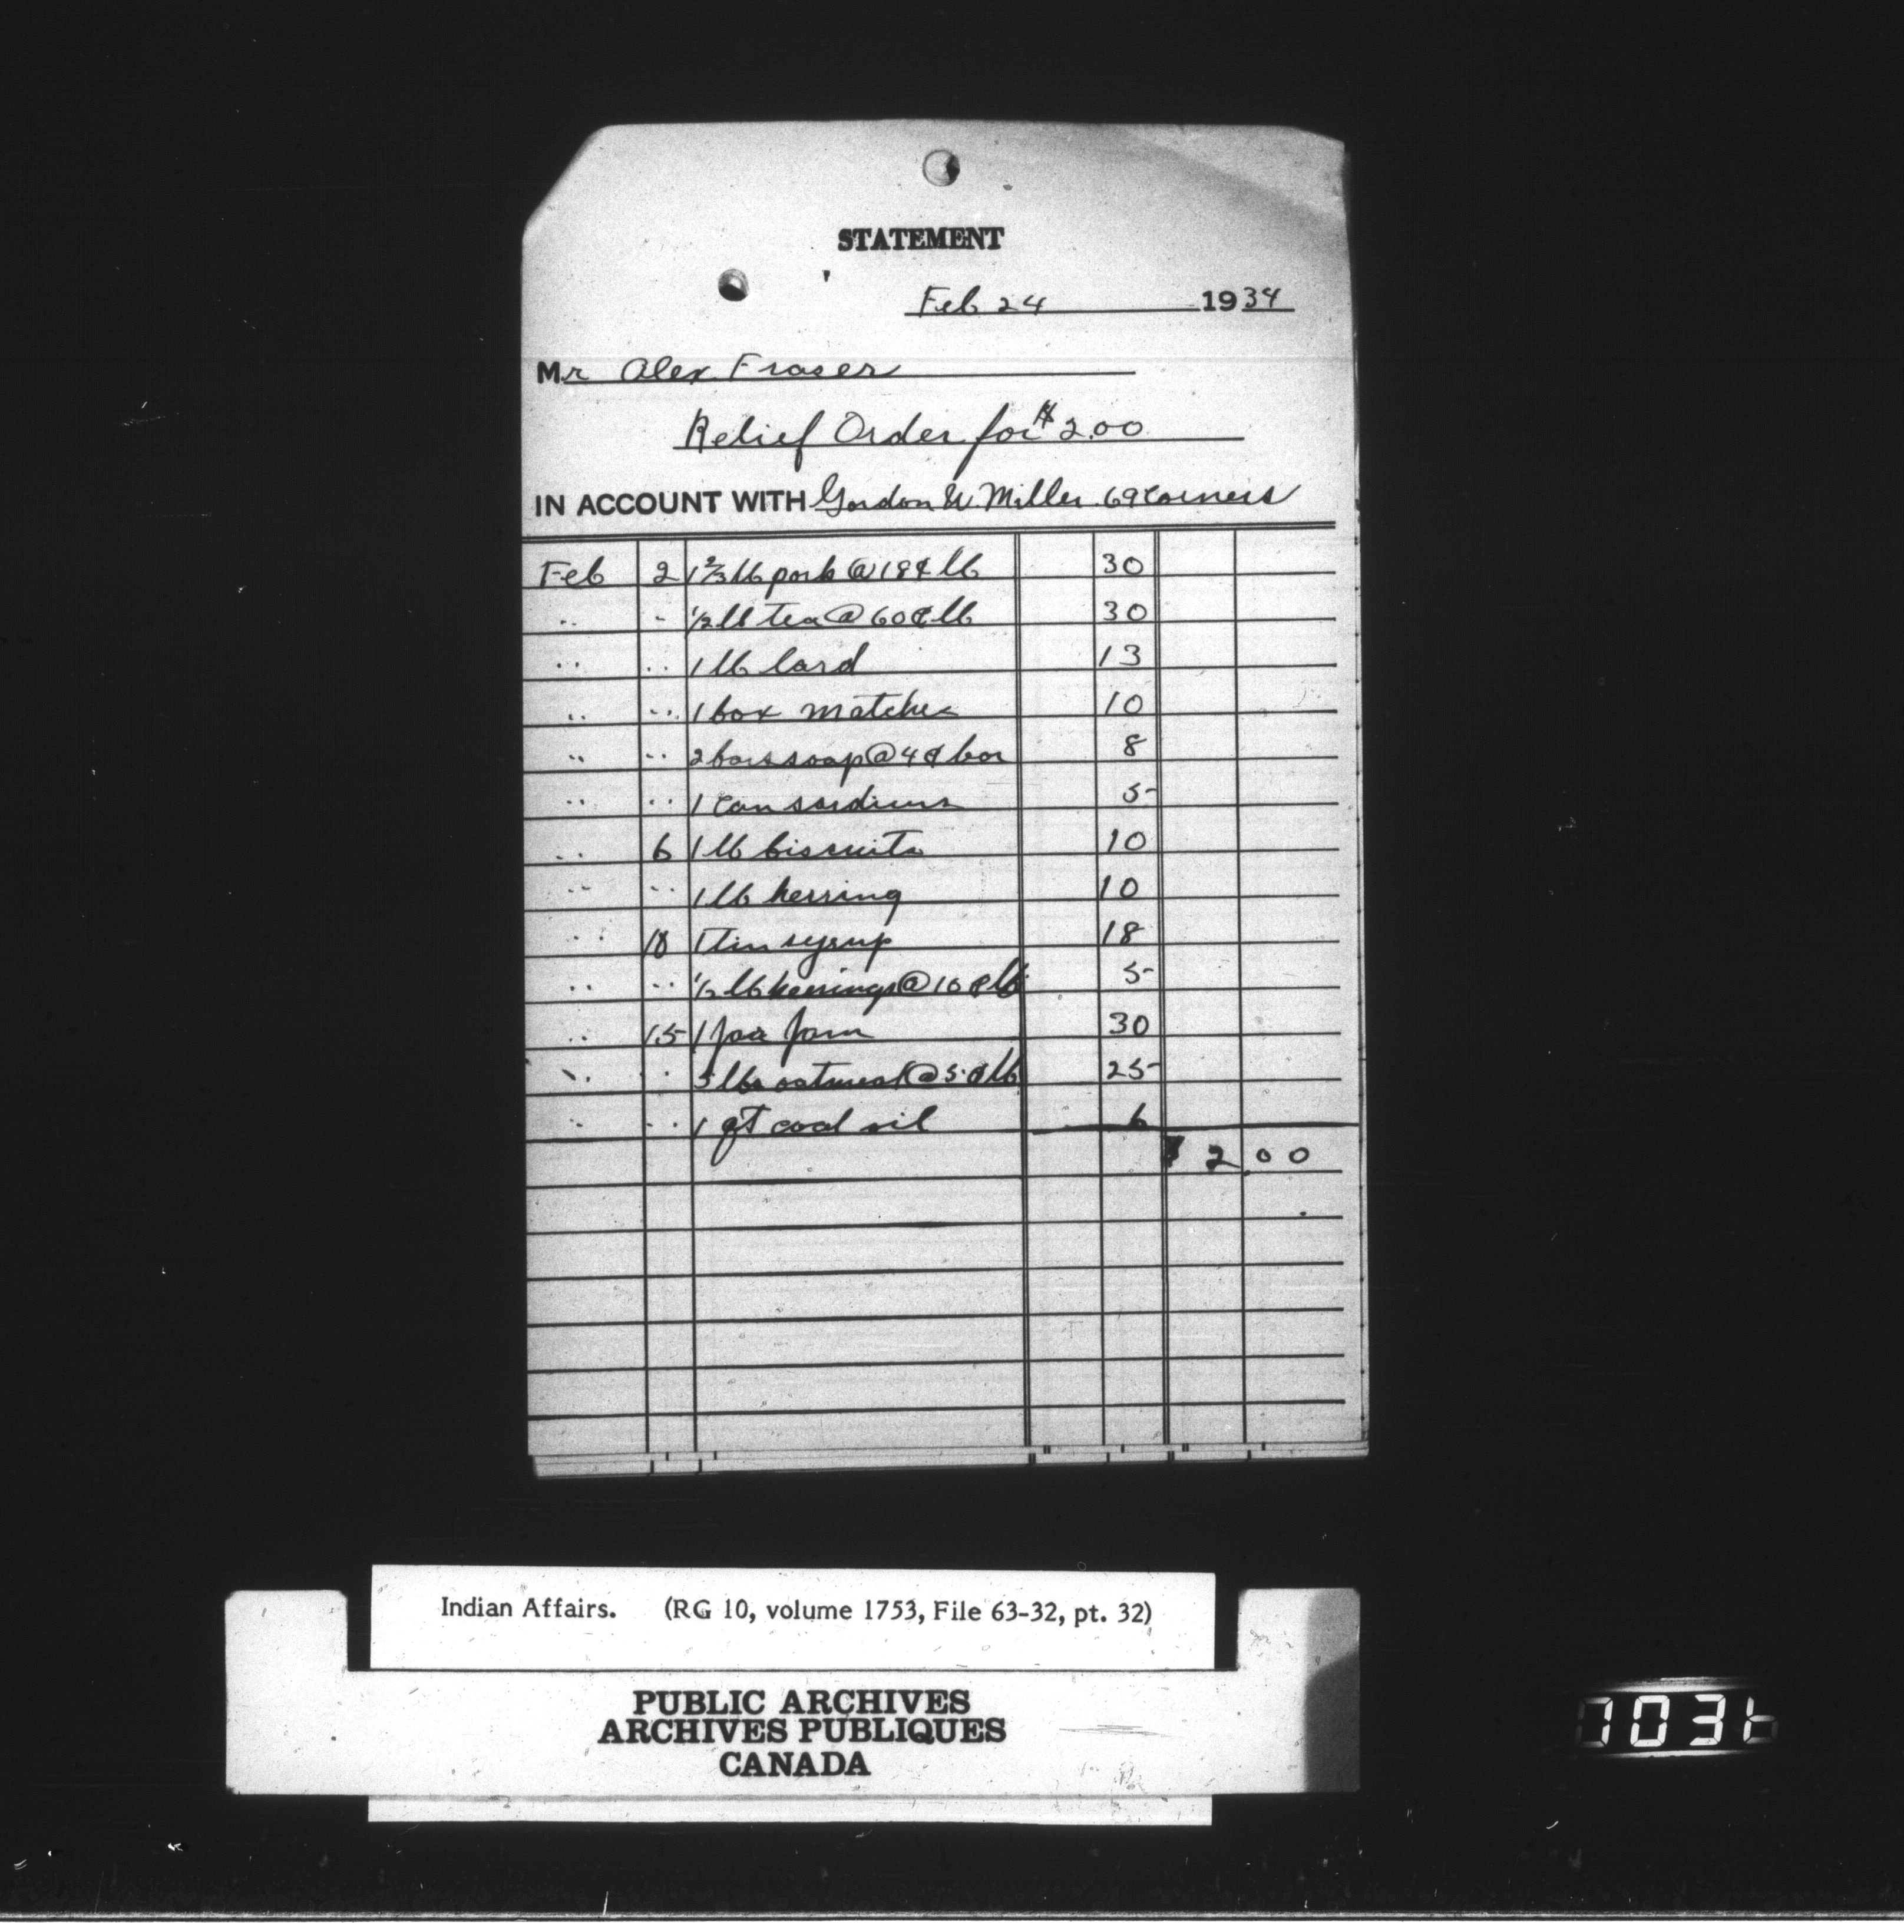 STATEMENT
Feb 24 1934
Mr Alex Fraser
Relief Order for $2.00
IN ACCOUNT WITH Gordon W. Miller 69 Corners
Feb 2 1 2/3 lb pork @ 18¢ lb 30
" " 1/2 lb tea @ 60¢ lb 30
" " 1 lb lard 13
" " 1 box matches 10
" " 2 bars soap @ 4¢ bar 8
" " 1 can sardines 5
" 6 1 lb biscuits 10
" " 1 lb herring 10
" 10 1 tin syrup 18
" " 1/2 lb herrings @ 10¢ lb 5
" 15 1 jar jam 30
" " 5 lbs oatmeal @ 5¢ lb 25
" " 1 qt coal oil 6
$ 2.00
Indian Affairs. (RG 10, volume 1753, File 63-32, pt. 32)
PUBLIC ARCHIVES
ARCHIVES PUBLIQUES
CANADA